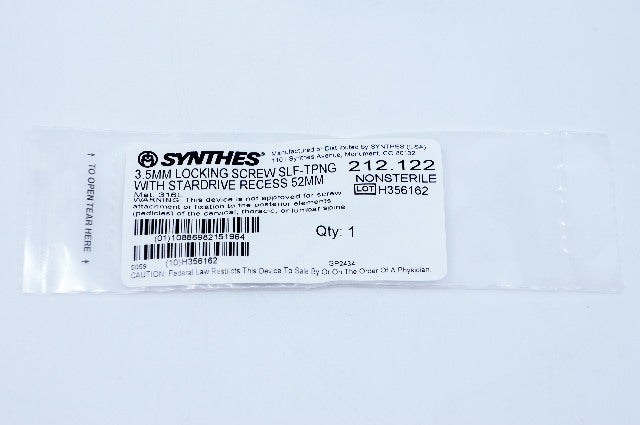 SYNTHES®
Manufactured or Distributed by SYNTHES (USA)
1101 Synthes Avenue, Monument, CO 80132
3.5MM LOCKING SCREW SLF-TPNG
WITH STARDRIVE RECESS 52MM
212.122
NONSTERILE
LOT H356162
Mat. 316L
WARNING: This device is not approved for screw
attachment or fixation to the posterior elements
(pedicles) of the cervical, thoracic, or lumbar spine.
(01)10886982151964
Qty: 1
(10)H356162
GP2434
CAUTION: Federal Law Restricts This Device To Sale By Or On The Order Of A Physician.
TO OPEN TEAR HERE